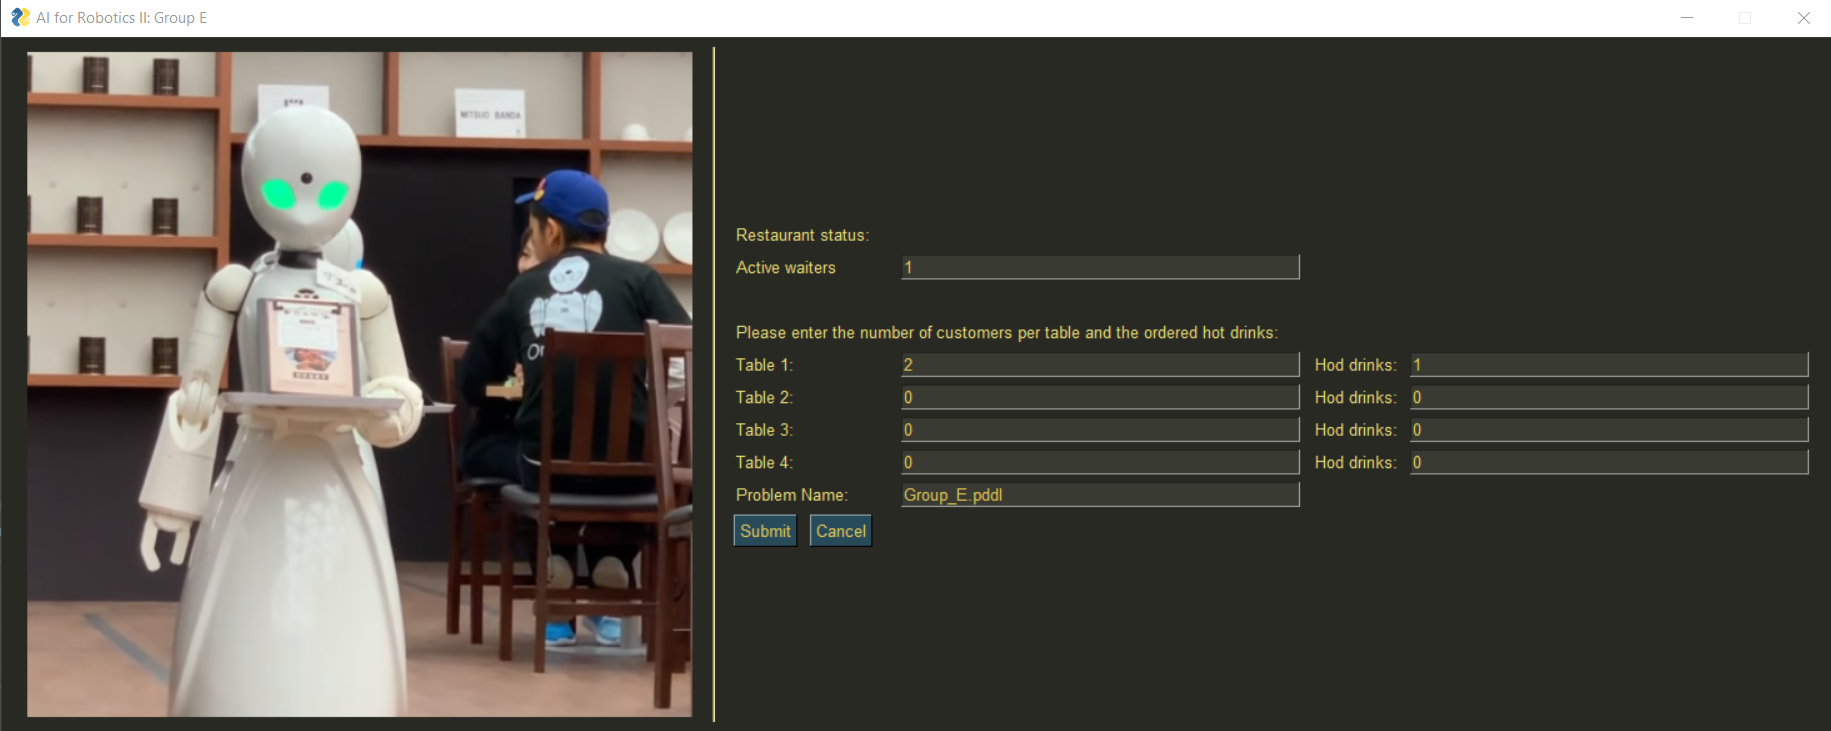 AI for Robotics II: Group E
MITSUO BANDA
Restaurant status:
Active waiters 1
Please enter the number of customers per table and the ordered hot drinks:
Table 1: 2 Hod drinks: 1
Table 2: 0 Hod drinks: 0
Table 3: 0 Hod drinks: 0
Table 4: 0 Hod drinks: 0
Problem Name: Group_E.pddl
Submit Cancel